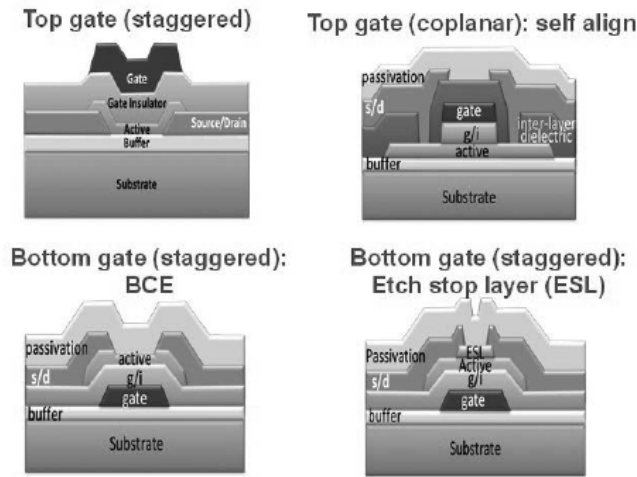 Top gate (staggered)
Gate
Gate Insulator
Source/Drain
Active
Buffer
Substrate
Top gate (coplanar): self align
passivation
s/d
gate
g/i
inter-layer
dielectric
active
buffer
Substrate
Bottom gate (staggered):
BCE
passivation
active
s/d
g/i
gate
buffer
Substrate
Bottom gate (staggered):
Etch stop layer (ESL)
Passivation
ESL
Active
s/d
g/i
gate
buffer
Substrate